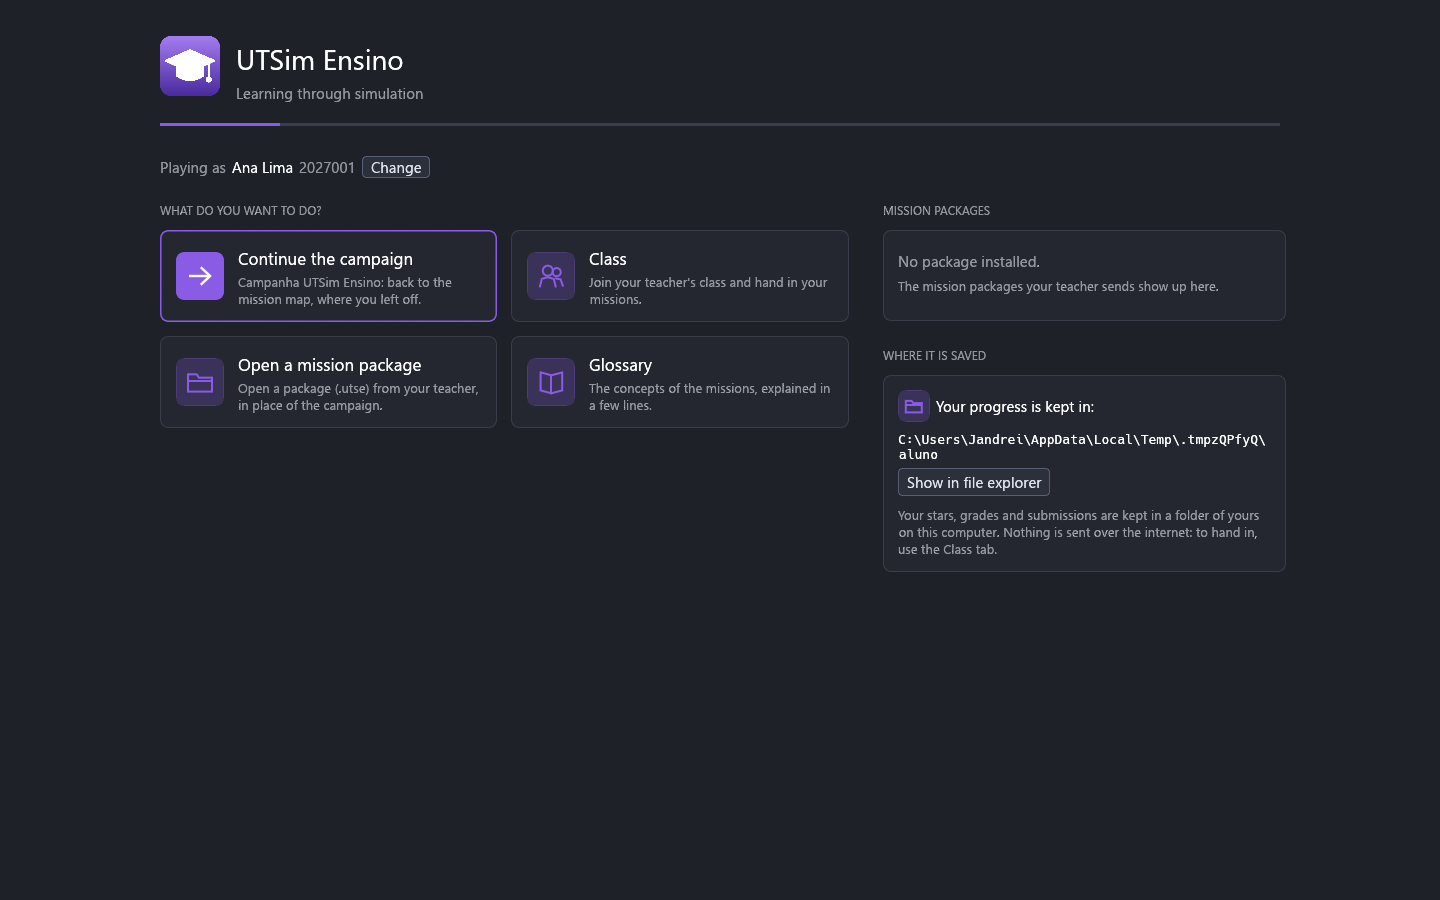 UTSim Ensino
Learning through simulation
Playing as Ana Lima 2027001 Change
WHAT DO YOU WANT TO DO?
Continue the campaign
Campanha UTSim Ensino: back to the
mission map, where you left off.
Class
Join your teacher's class and hand in your
missions.
Open a mission package
Open a package (.utse) from your teacher,
in place of the campaign.
Glossary
The concepts of the missions, explained in
a few lines.
MISSION PACKAGES
No package installed.
The mission packages your teacher sends show up here.
WHERE IT IS SAVED
Your progress is kept in:
C:\Users\Jandrei\AppData\Local\Temp\.tmpzQPfyQ\
aluno
Show in file explorer
Your stars, grades and submissions are kept in a folder of yours
on this computer. Nothing is sent over the internet: to hand in,
use the Class tab.